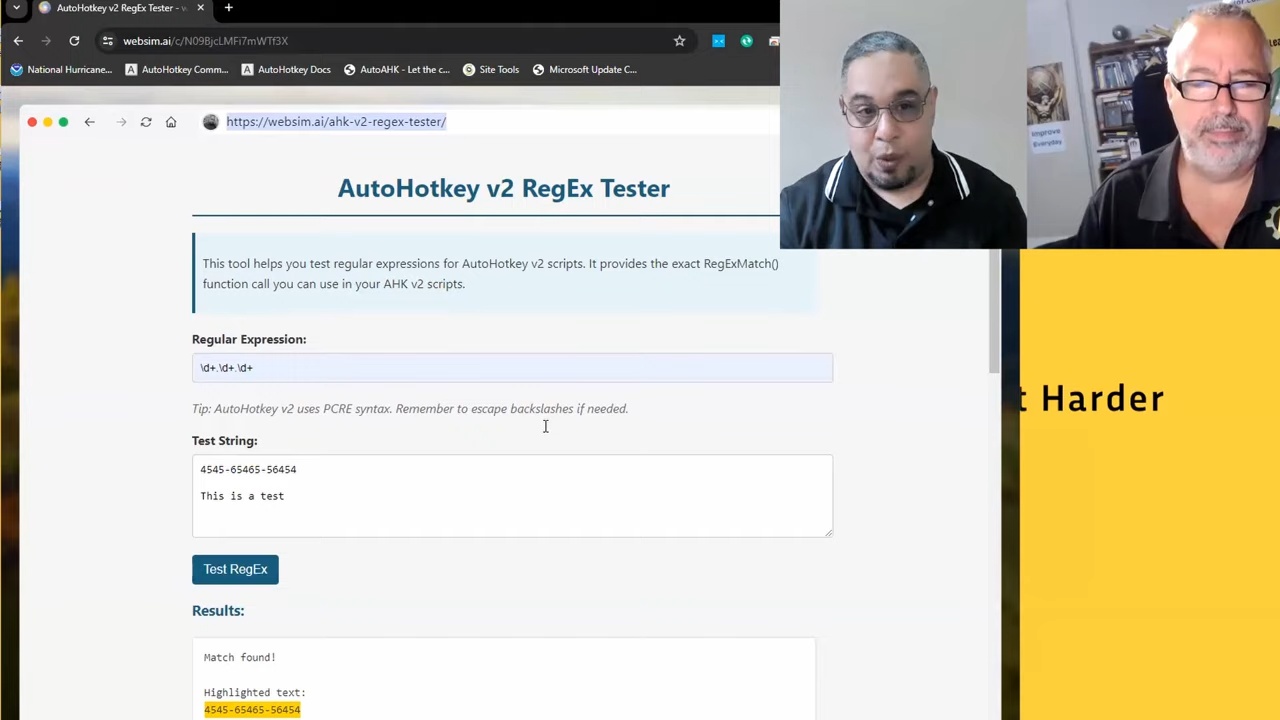 AutoHotkey v2 RegEx Tester -
websim.ai/c/N09BjcLMFi7mWTf3X
National Hurricane... AutoHotkey Comm... AutoHotkey Docs AutoAHK - Let the c... Site Tools Microsoft Update C...
https://websim.ai/ahk-v2-regex-tester/
Improve
Everyday
AutoHotkey v2 RegEx Tester
This tool helps you test regular expressions for AutoHotkey v2 scripts. It provides the exact RegExMatch()
function call you can use in your AHK v2 scripts.
Regular Expression:
\d+.\d+.\d+
Harder
Tip: AutoHotkey v2 uses PCRE syntax. Remember to escape backslashes if needed.
Test String:
4545-65465-56454
This is a test
Test RegEx
Results:
Match found!
Highlighted text:
4545-65465-56454